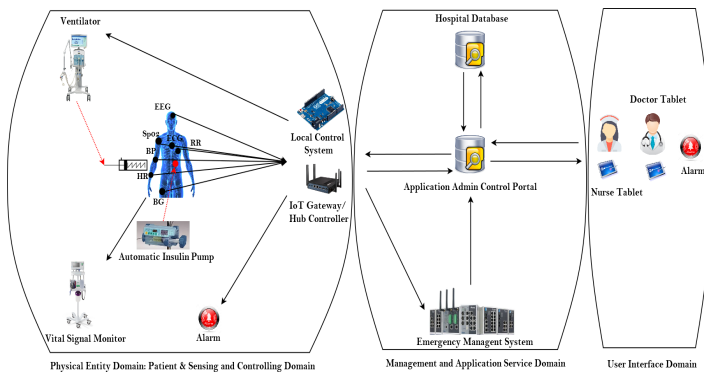 Ventilator
EEG
Spo2
ECG
RR
BP
HR
BG
Local Control
System
IoT Gateway/
Hub Controller
Automatic Insulin Pump
Vital Signal Monitor
Alarm
Physical Entity Domain: Patient & Sensing and Controlling Domain
Hospital Database
Application Admin Control Portal
Emergency Managent System
Management and Application Service Domain
Doctor Tablet
Nurse Tablet
Alarm
User Interface Domain